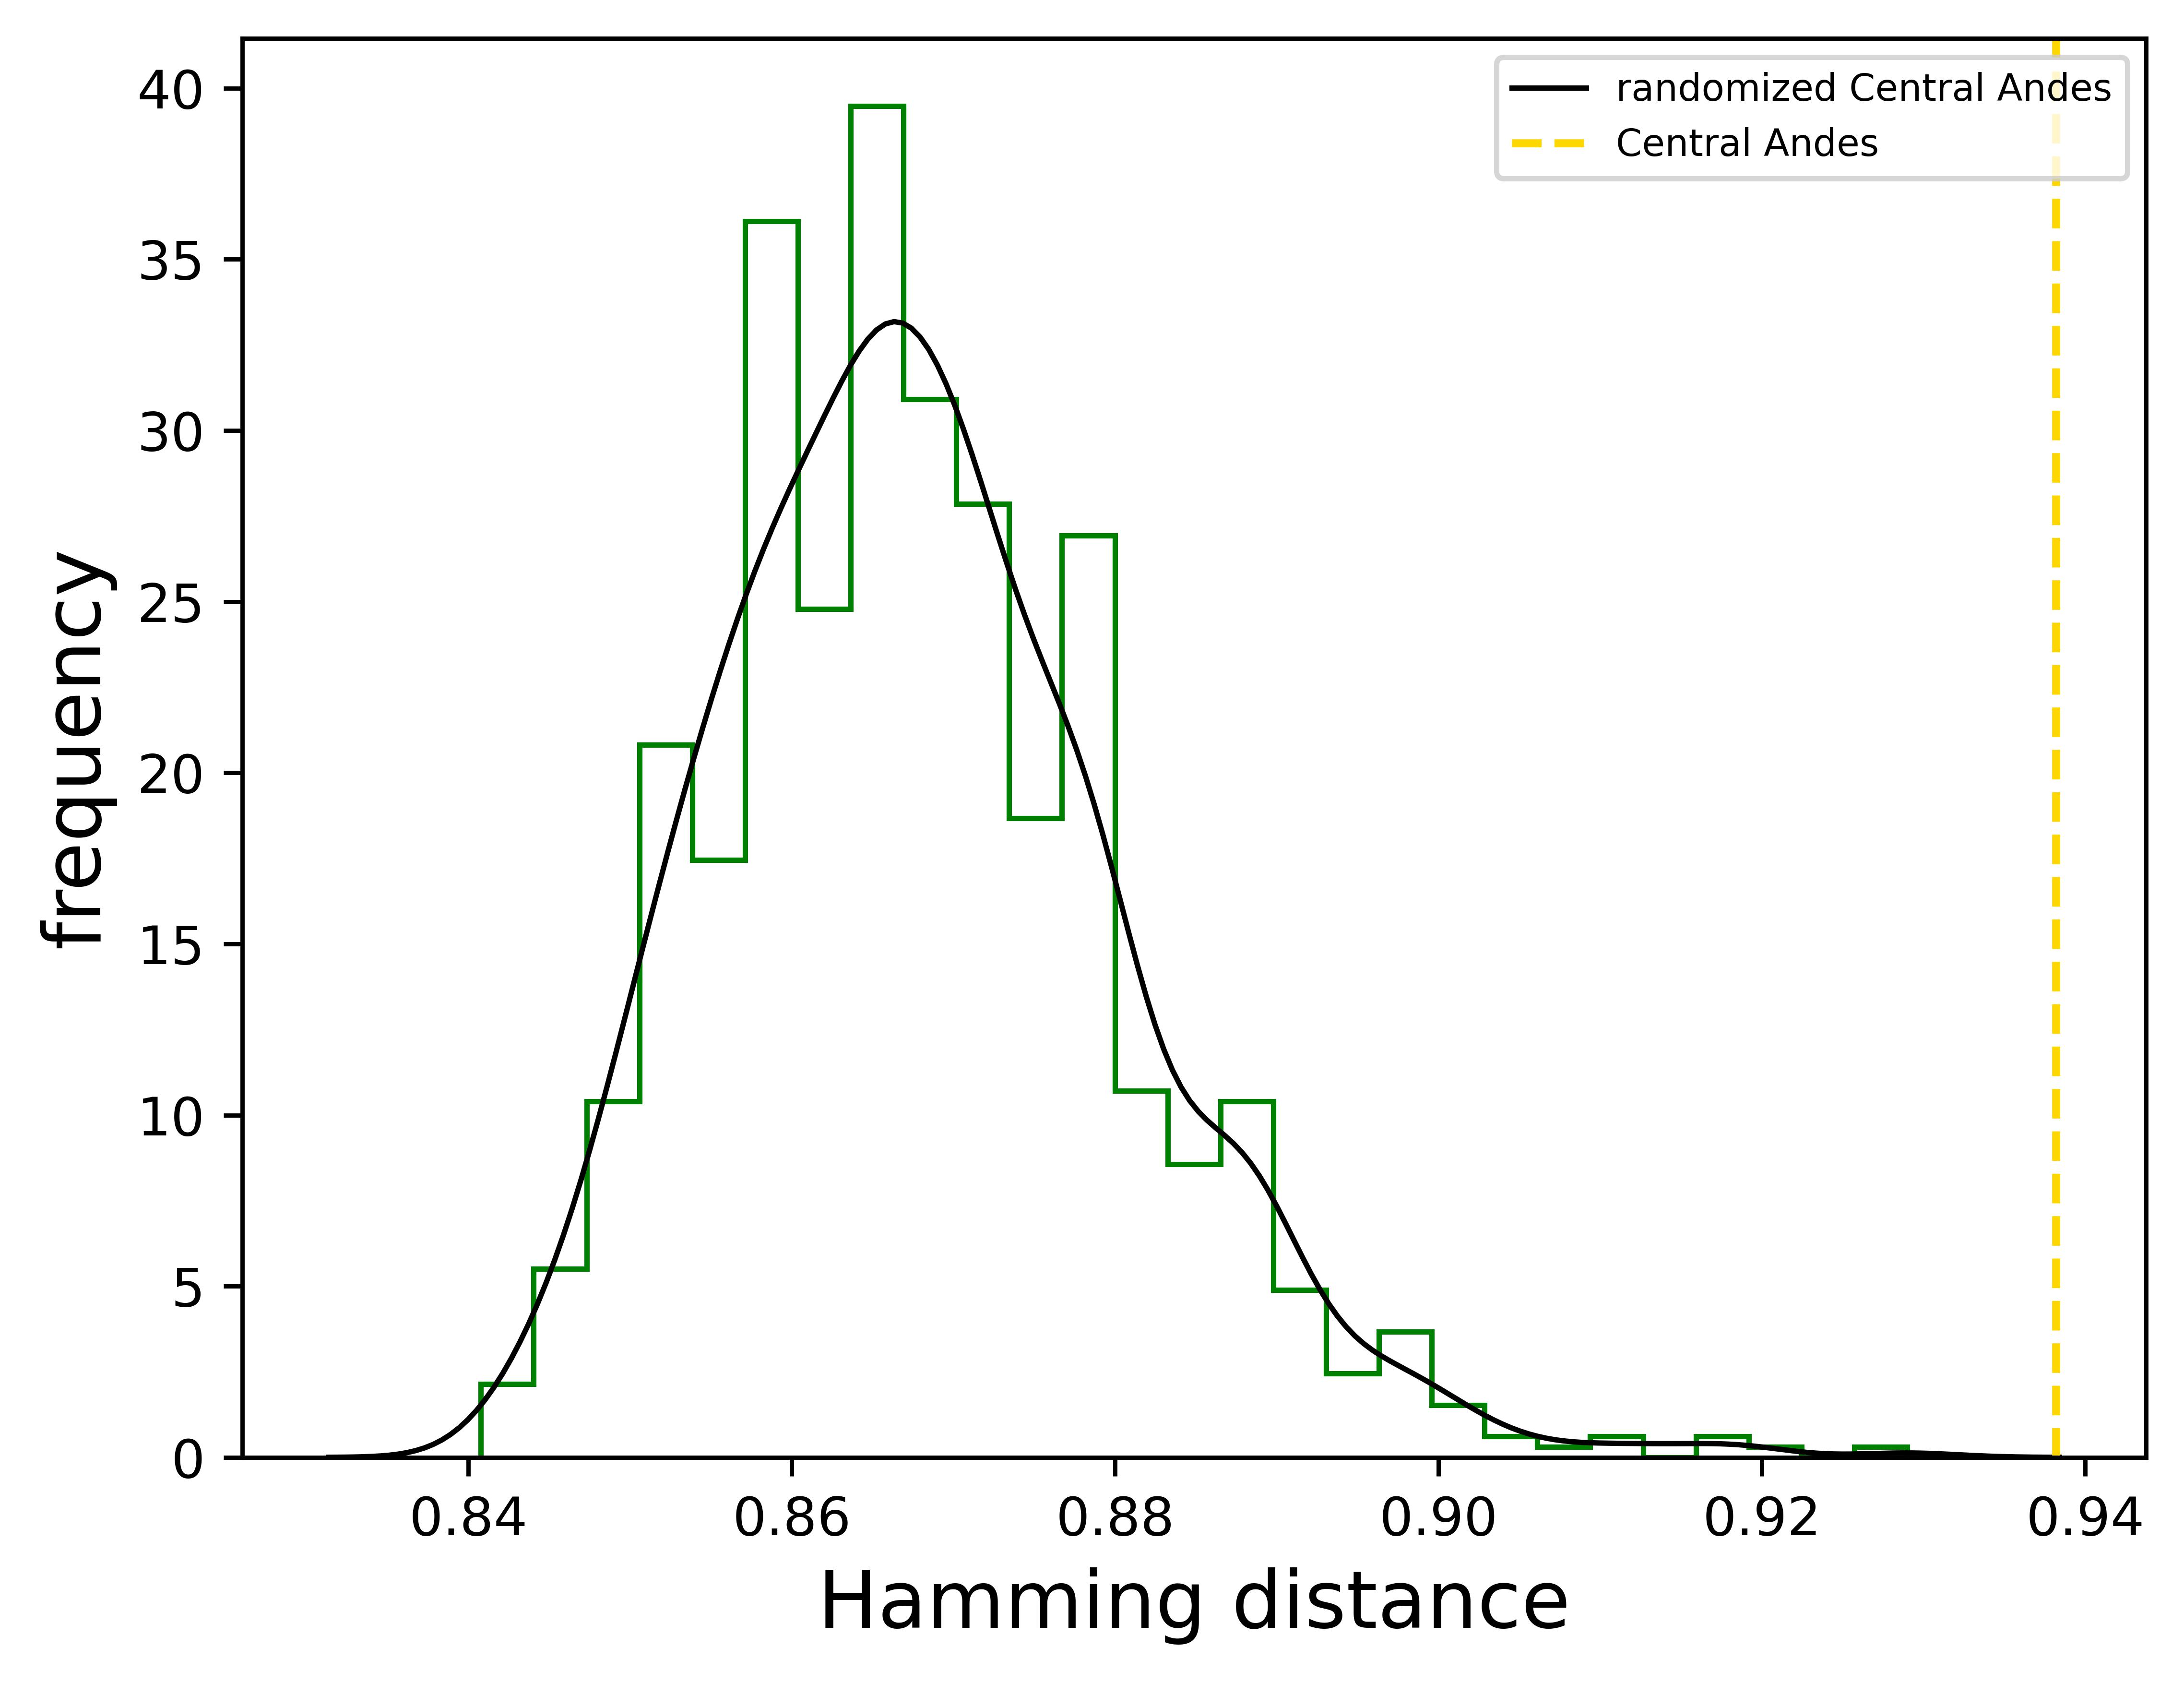 randomized Central Andes
Central Andes
40
35
30
25
20
15
10
5
0
frequency
0.84 0.86 0.88 0.90 0.92 0.94
Hamming distance